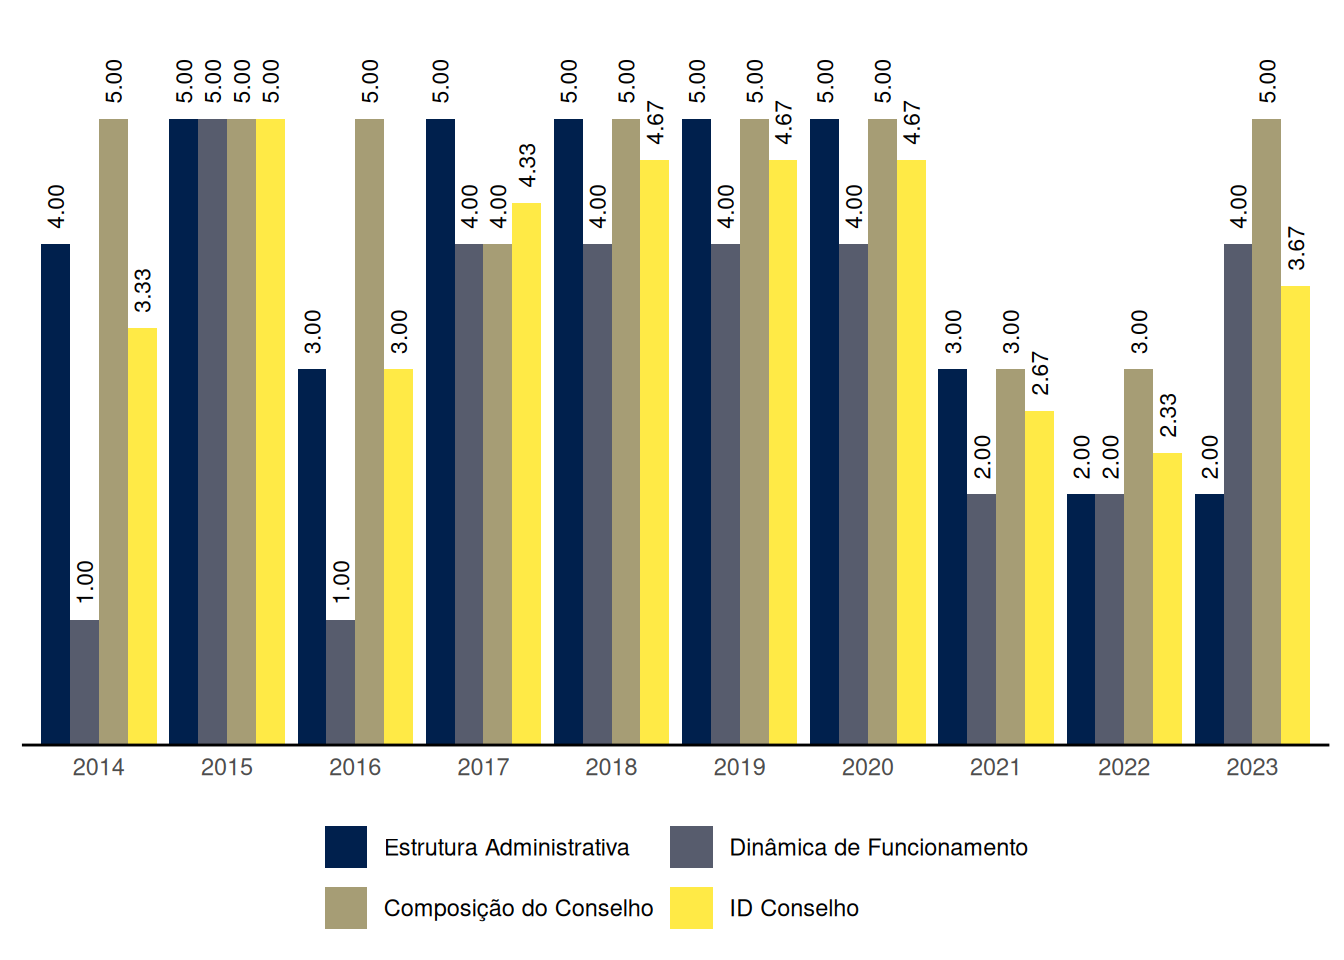 4.00 1.00 5.00 3.33
5.00 5.00 5.00 5.00
3.00 1.00 5.00 3.00
5.00 4.00 4.00 4.33
5.00 4.00 5.00 4.67
5.00 4.00 5.00 4.67
5.00 4.00 5.00 4.67
3.00 2.00 3.00 2.67
2.00 2.00 3.00 2.33
2.00 4.00 5.00 3.67
2014 2015 2016 2017 2018 2019 2020 2021 2022 2023
Estrutura Administrativa Dinâmica de Funcionamento
Composição do Conselho ID Conselho